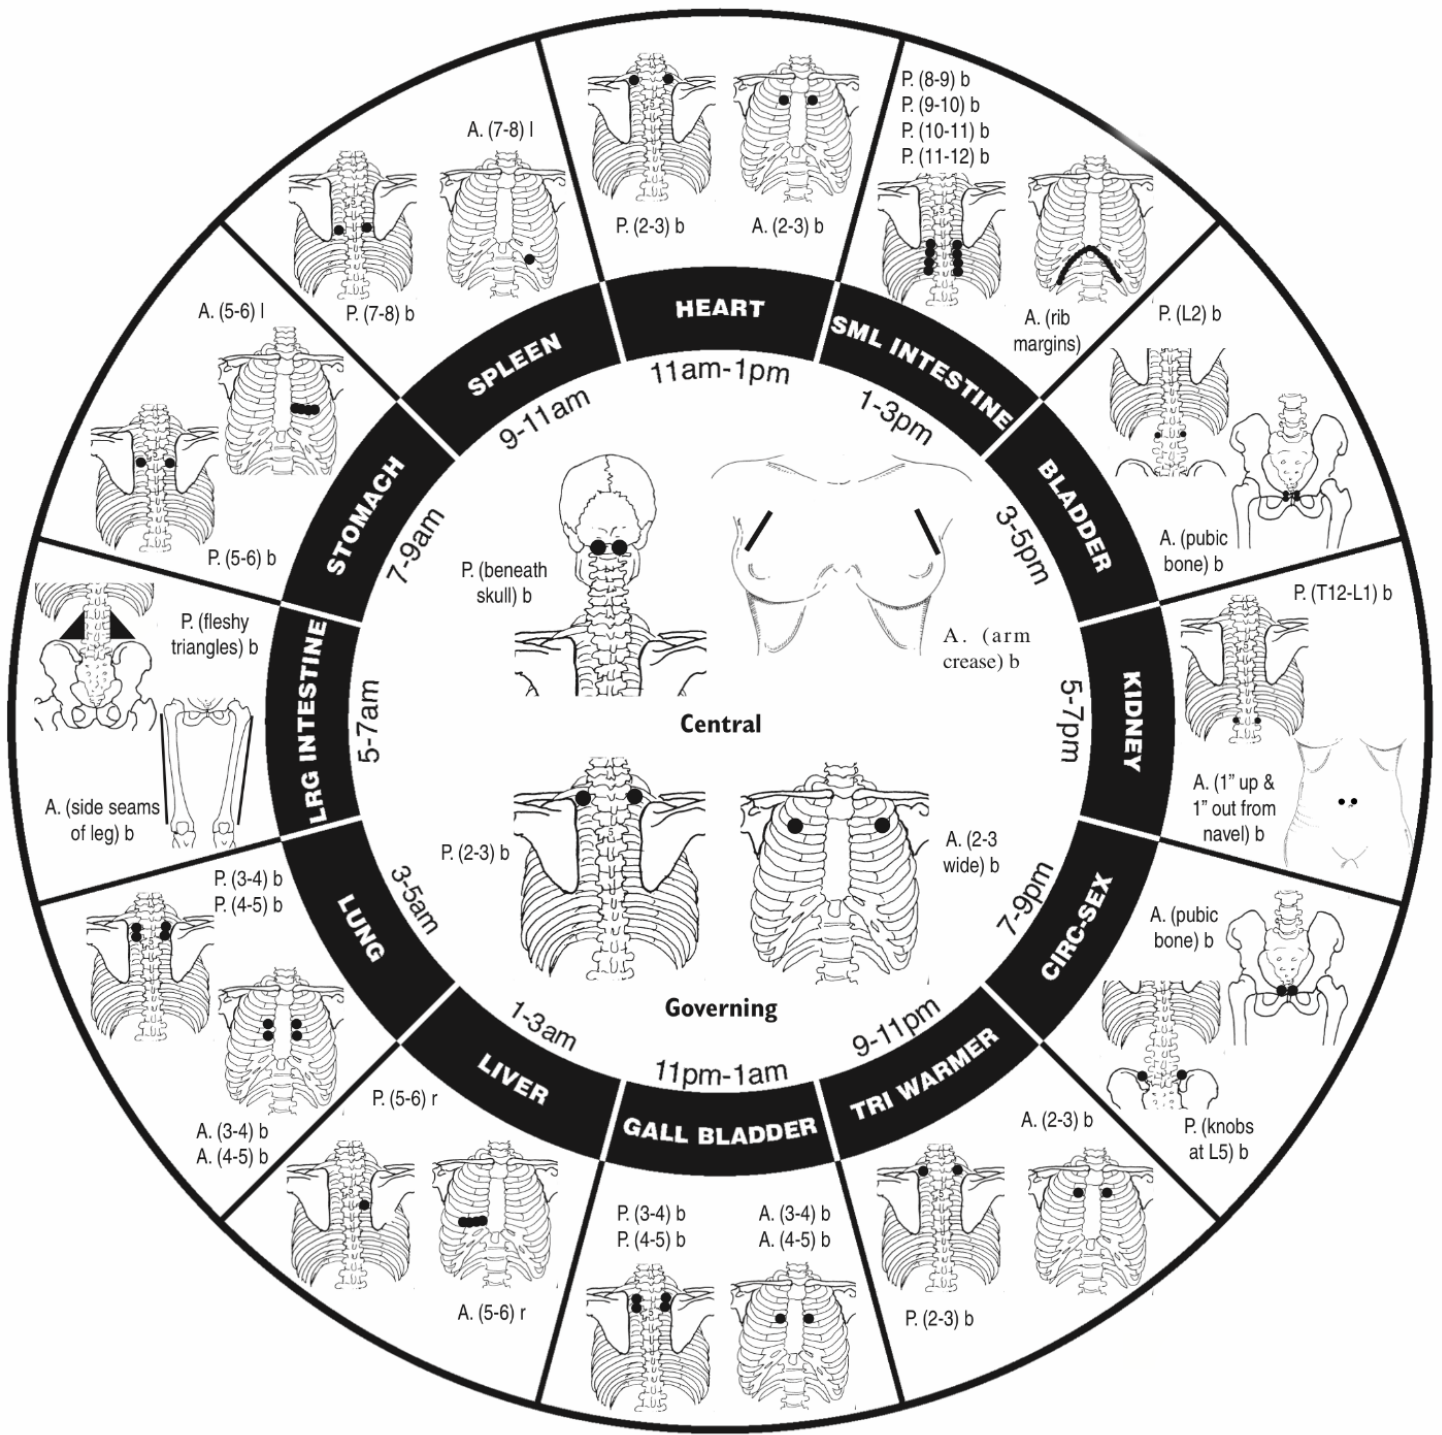 P. (2-3) b
A. (2-3) b
HEART
11am-1pm
P. (8-9) b
P. (9-10) b
P. (10-11) b
P. (11-12) b
A. (rib
margins)
SML INTESTINE
1-3pm
P. (L2) b
A. (pubic
bone) b
BLADDER
3-5pm
P. (T12-L1) b
A. (1” up &
1” out from
navel) b
KIDNEY
5-7pm
A. (pubic
bone) b
P. (knobs
at L5) b
CIRC-SEX
7-9pm
A. (2-3) b
P. (2-3) b
TRI WARMER
9-11pm
P. (3-4) b
P. (4-5) b
A. (3-4) b
A. (4-5) b
GALL BLADDER
11pm-1am
P. (5-6) r
A. (5-6) r
LIVER
1-3am
P. (3-4) b
P. (4-5) b
A. (3-4) b
A. (4-5) b
LUNG
3-5am
P. (fleshy
triangles) b
A. (side seams
of leg) b
LRG INTESTINE
5-7am
A. (5-6) l
P. (5-6) b
STOMACH
7-9am
A. (7-8) l
P. (7-8) b
SPLEEN
9-11am
P. (beneath
skull) b
A. (arm
crease) b
Central
P. (2-3) b
A. (2-3
wide) b
Governing